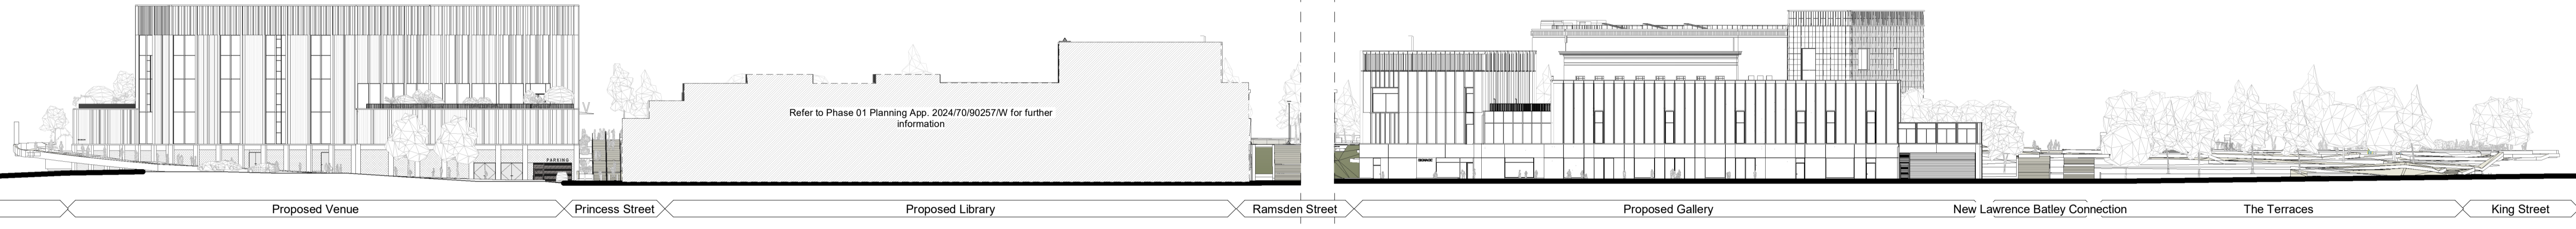 Refer to Phase 01 Planning App. 2024/70/90257/W for further
information
PARKING
Proposed Venue
Princess Street
Proposed Library
Ramsden Street
Proposed Gallery
New Lawrence Batley Connection
The Terraces
King Street